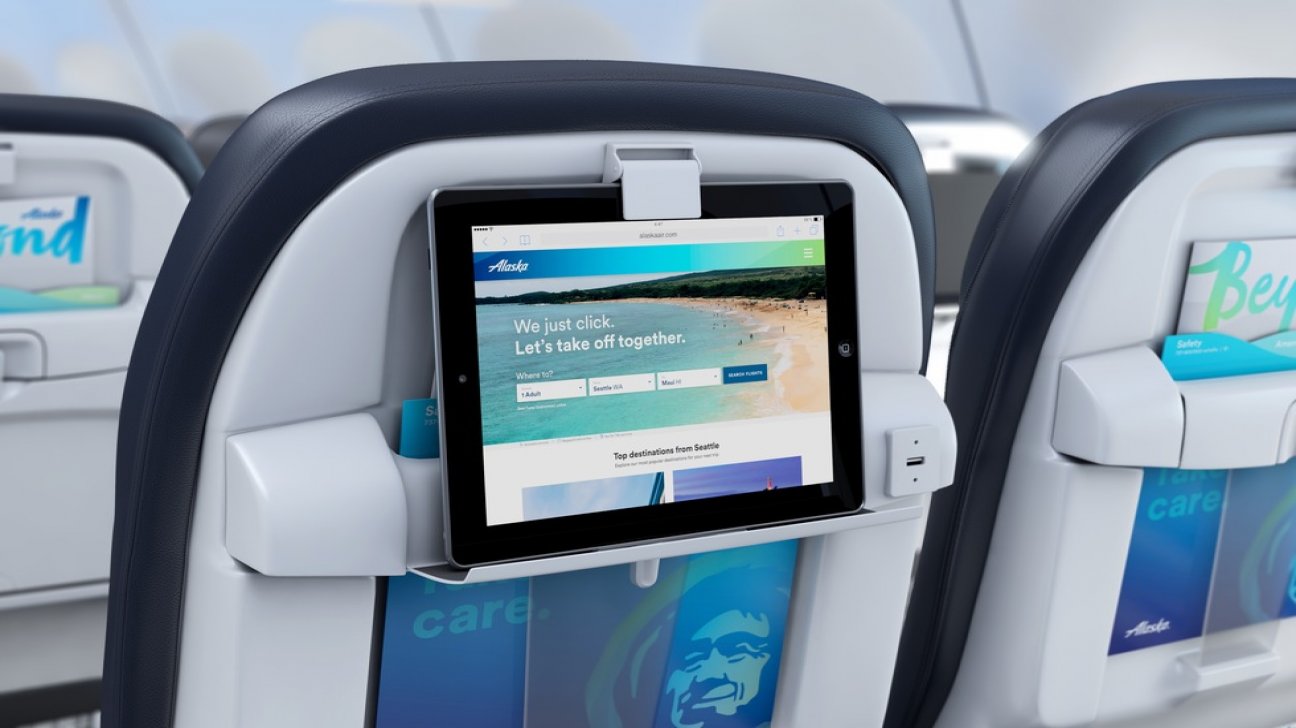 alaskaair.com
Alaska
We just click.
Let's take off together.
Where to?
1 Adult
Seattle WA
Maui HI
SEARCH FLIGHTS
Top destinations from Seattle
Explore our most popular destinations for your next trip.
care.
Alaska
ond
Bey
Safety
Take
care.
Alaska